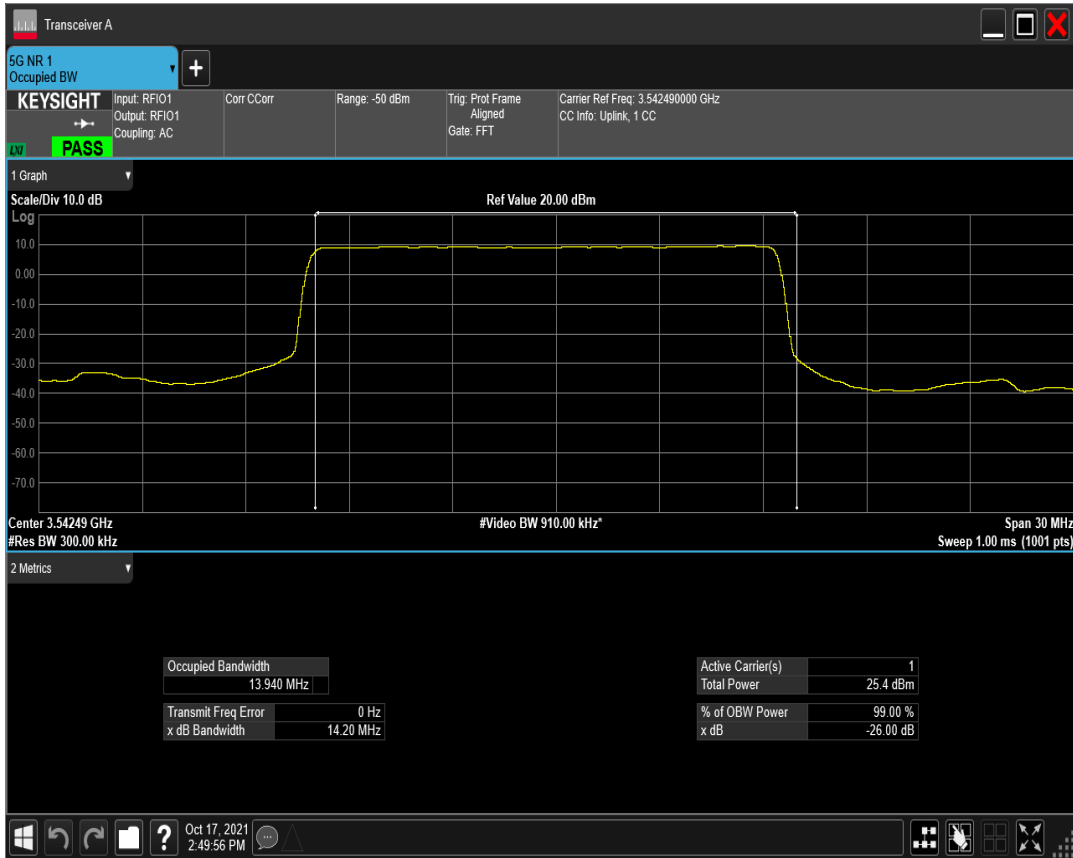 Transceiver A
5G NR 1
Occupied BW
KEYSIGHT
LXI
PASS
Input: RFIO1
Output: RFIO1
Coupling: AC
Corr CCorr
Range: -50 dBm
Trig: Prot Frame
Aligned
Gate: FFT
Carrier Ref Freq: 3.542490000 GHz
CC Info: Uplink, 1 CC
1 Graph
Scale/Div 10.0 dB
Ref Value 20.00 dBm
Log
10.0
0.00
-10.0
-20.0
-30.0
-40.0
-50.0
-60.0
-70.0
Center 3.54249 GHz
#Video BW 910.00 kHz*
Span 30 MHz
#Res BW 300.00 kHz
Sweep 1.00 ms (1001 pts)
2 Metrics
Occupied Bandwidth
13.940 MHz
Transmit Freq Error 0 Hz
x dB Bandwidth 14.20 MHz
Active Carrier(s) 1
Total Power 25.4 dBm
% of OBW Power 99.00 %
x dB -26.00 dB
?
Oct 17, 2021
2:49:56 PM